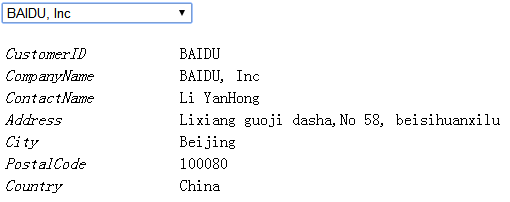 BAIDU, Inc
CustomerID BAIDU
CompanyName BAIDU, Inc
ContactName Li YanHong
Address Lixiang guoji dasha,No 58, beisihuanxilu
City Beijing
PostalCode 100080
Country China